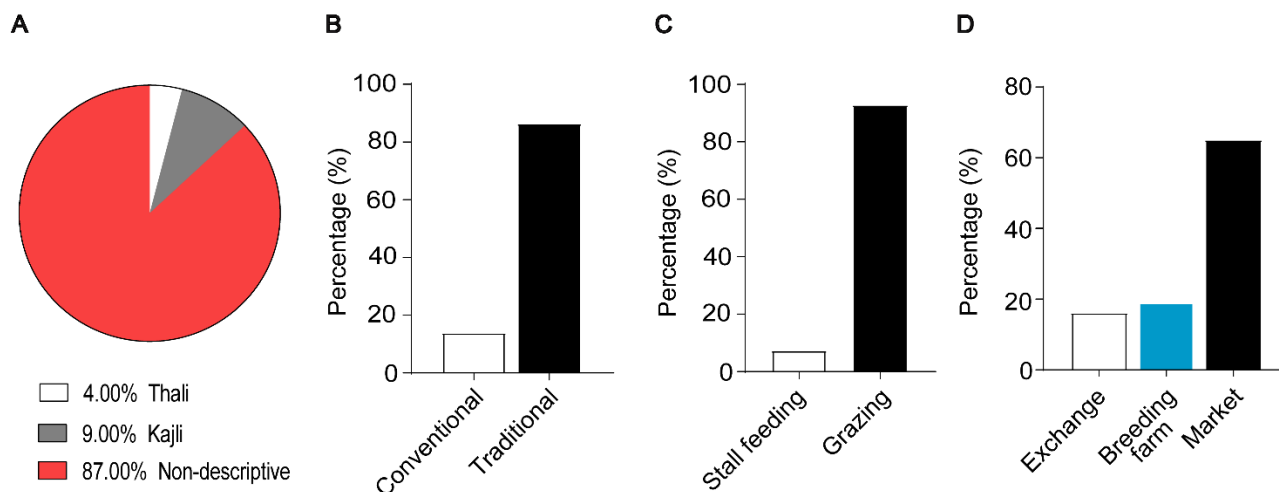 A
4.00% Thali
9.00% Kajli
87.00% Non-descriptive
B
Percentage (%)
100
80
60
40
20
0
Conventional
Traditional
C
Percentage (%)
100
80
60
40
20
0
Stall feeding
Grazing
D
Percentage (%)
80
60
40
20
0
Exchange
Breeding
farm
Market